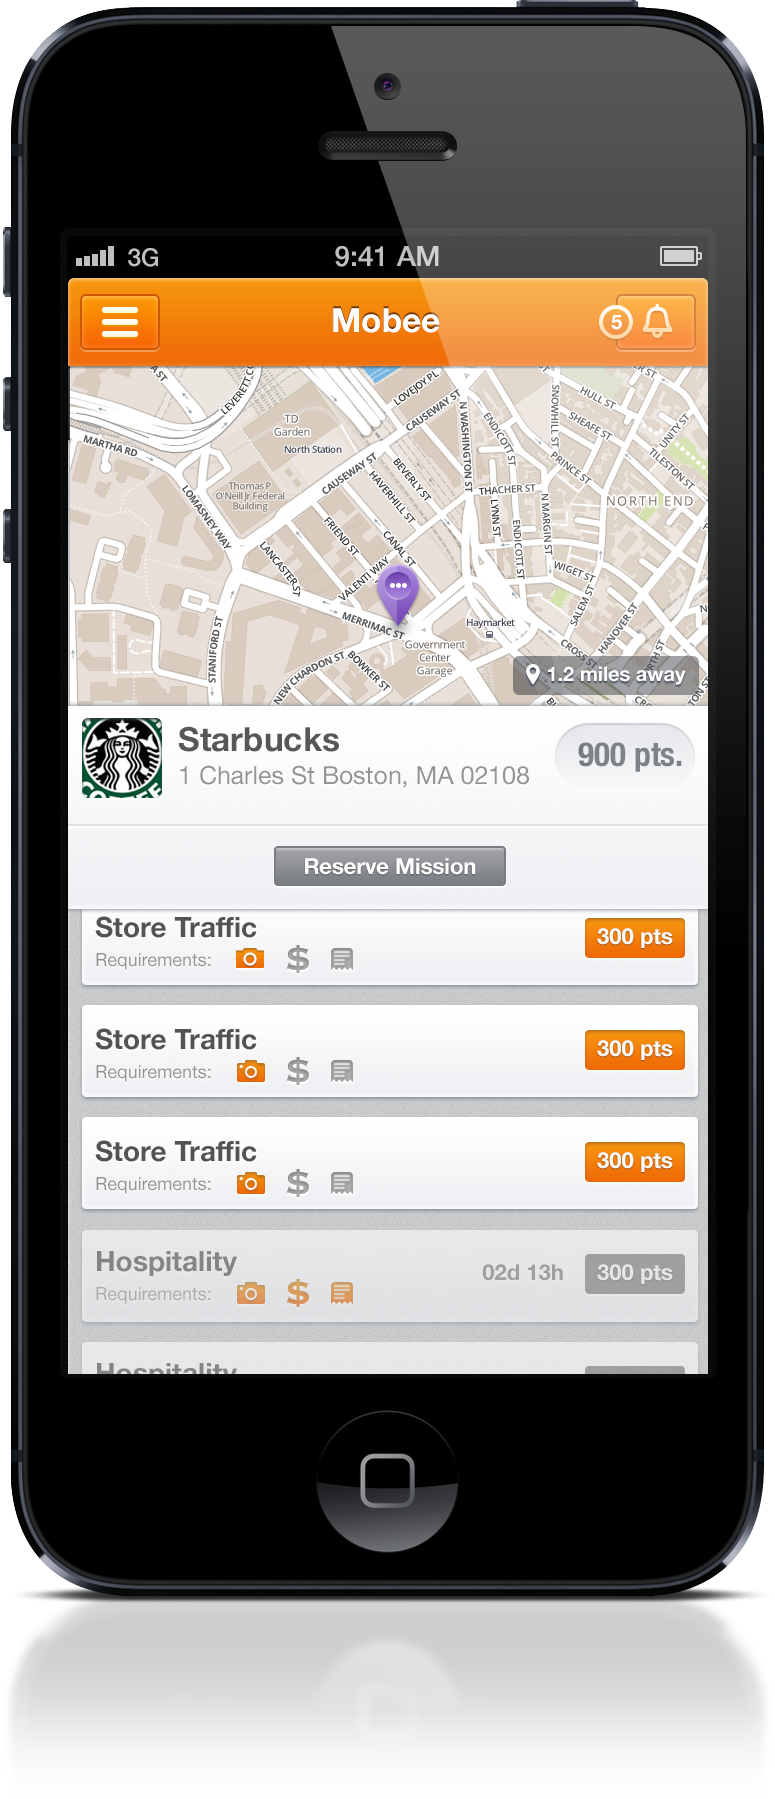 3G 9:41 AM
Mobee 5
A ST
LEVERETT C
LOVEJOY PL
CAUSEWAY ST
HULL ST
SNOWHILL ST
SHEAFE ST
UNITY ST
TD
Garden
N WASHINGTON ST
ENDICOTT ST
MARTHA RD
North Station
PRINCE ST
TILESTON ST
CAUSEWAY ST
BEVERLY ST
Thomas P
O'Neill Jr Federal
Building
LOMASNEY WAY
HAVERHILL ST
THACHER ST
LYNN ST
N MARGIN ST
NORTH END
FRIEND ST
CANAL ST
ENDICOTT ST
LANCASTER ST
VALENTI WAY
WIGET ST
SALEM ST
MERRIMAC ST
Haymarket
HANOVER ST
STANIFORD ST
Government
Center
Garage
CROSS
NEW CHARDON ST
BOWKER ST
1.2 miles away
Starbucks
1 Charles St Boston, MA 02108
900 pts.
Reserve Mission
Store Traffic
Requirements: $
300 pts
Store Traffic
Requirements: $
300 pts
Store Traffic
Requirements: $
300 pts
Hospitality
Requirements: $
02d 13h 300 pts
Hospitality